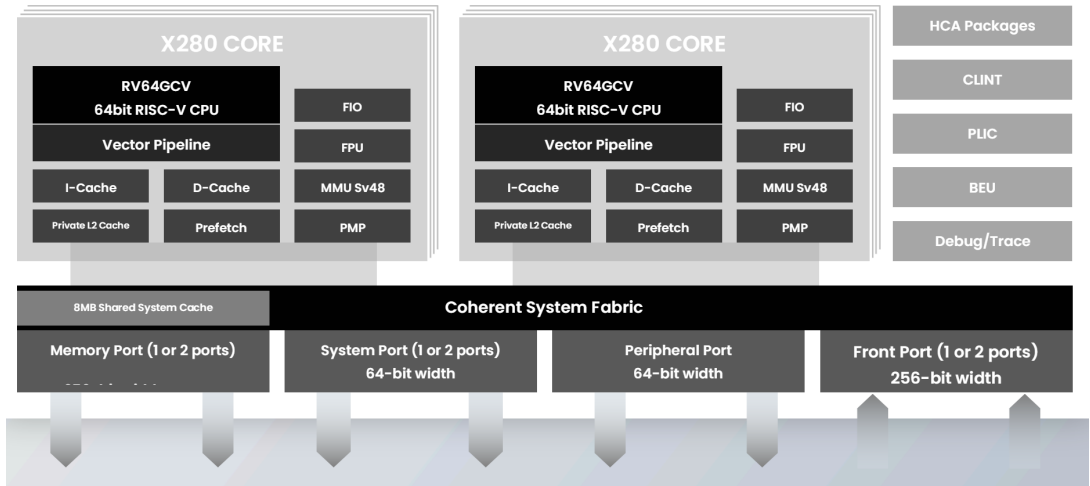 X280 CORE
RV64GCV
64bit RISC-V CPU
FIO
Vector Pipeline
FPU
I-Cache
D-Cache
MMU Sv48
Private L2 Cache
Prefetch
PMP
X280 CORE
RV64GCV
64bit RISC-V CPU
FIO
Vector Pipeline
FPU
I-Cache
D-Cache
MMU Sv48
Private L2 Cache
Prefetch
PMP
HCA Packages
CLINT
PLIC
BEU
Debug/Trace
8MB Shared System Cache
Coherent System Fabric
Memory Port (1 or 2 ports)
System Port (1 or 2 ports)
64-bit width
Peripheral Port
64-bit width
Front Port (1 or 2 ports)
256-bit width